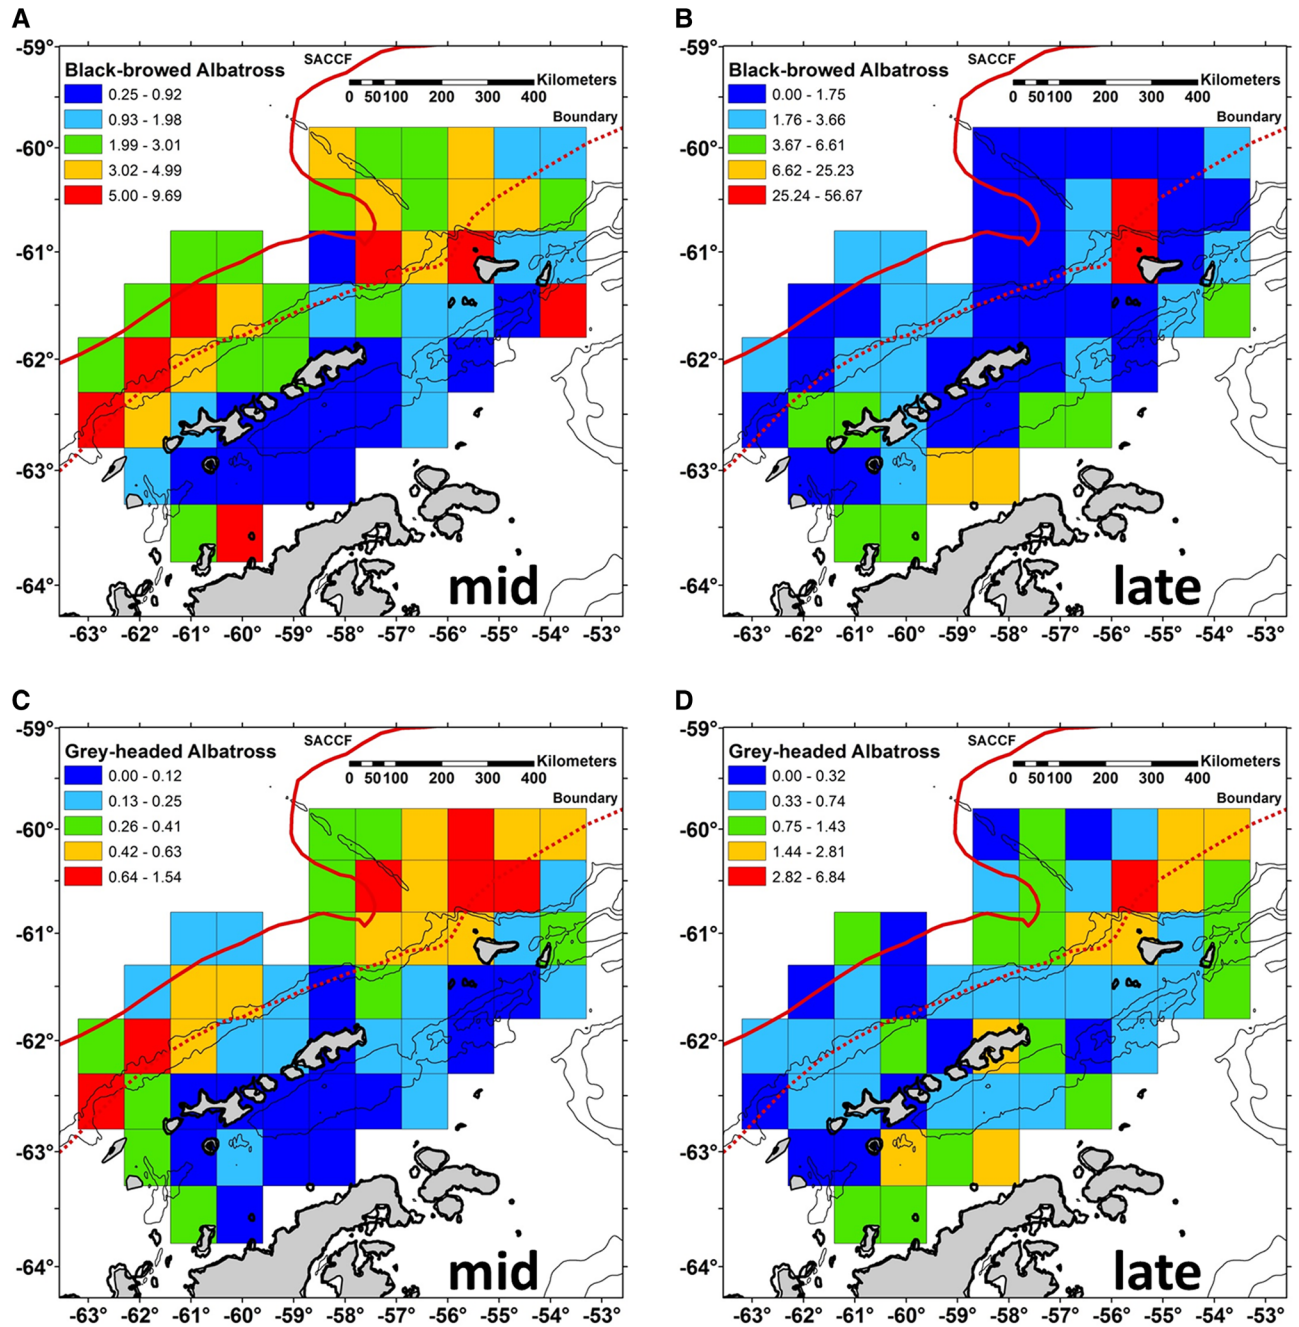 A
SACCF
Black-browed Albatross
0.25 - 0.92
0.93 - 1.98
1.99 - 3.01
3.02 - 4.99
5.00 - 9.69
Kilometers
0 50 100 200 300 400
Boundary
-59°
-60°
-61°
-62°
-63°
-64°
mid
-63 -62 -61 -60 -59 -58 -57 -56 -55 -54 -53
B
SACCF
Black-browed Albatross
0.00 - 1.75
1.76 - 3.66
3.67 - 6.61
6.62 - 25.23
25.24 - 56.67
Kilometers
0 50 100 200 300 400
Boundary
-59°
-60°
-61°
-62°
-63°
-64°
late
-63 -62 -61 -60 -59 -58 -57 -56 -55 -54 -53°
C
SACCF
Grey-headed Albatross
0.00 - 0.12
0.13 - 0.25
0.26 - 0.41
0.42 - 0.63
0.64 - 1.54
Kilometers
0 50 100 200 300 400
Boundary
-59°
-60°
-61°
-62°
-63°
-64°
mid
-63 -62 -61 -60 -59 -58 -57 -56 -55 -54 -53
D
SACCF
Grey-headed Albatross
0.00 - 0.32
0.33 - 0.74
0.75 - 1.43
1.44 - 2.81
2.82 - 6.84
Kilometers
0 50 100 200 300 400
Boundary
-59°
-60°
-61°
-62°
-63°
-64°
late
-63 -62 -61 -60 -59 -58 -57 -56 -55 -54 -53°